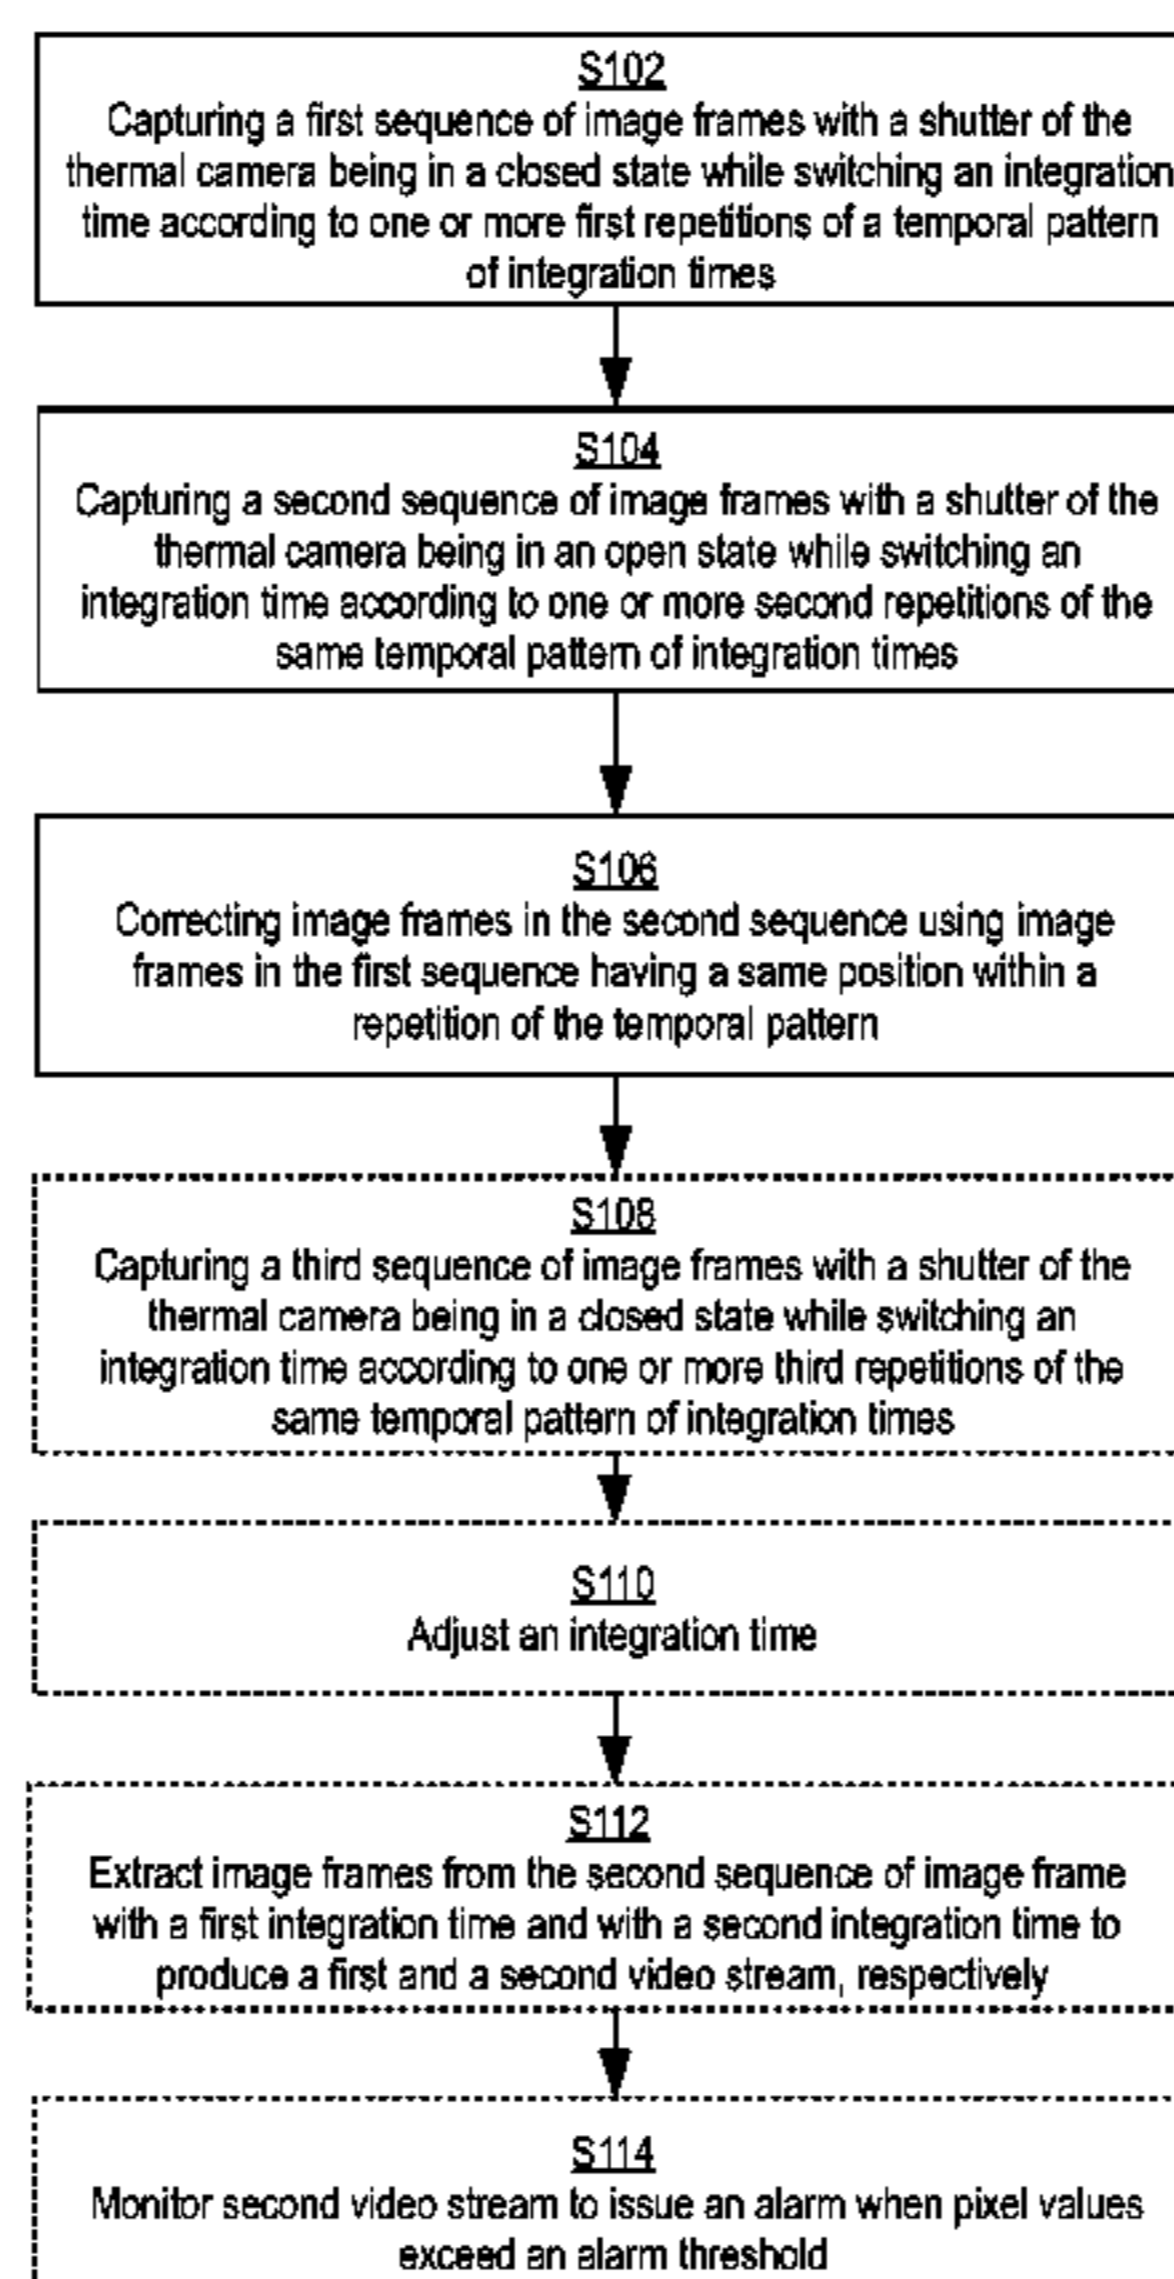 S102
Capturing a first sequence of image frames with a shutter of the
thermal camera being in a closed state while switching an integration
time according to one or more first repetitions of a temporal pattern
of integration times
S104
Capturing a second sequence of image frames with a shutter of the
thermal camera being in an open state while switching an
integration time according to one or more second repetitions of the
same temporal pattern of integration times
S106
Correcting image frames in the second sequence using image
frames in the first sequence having a same position within a
repetition of the temporal pattern
S108
Capturing a third sequence of image frames with a shutter of the
thermal camera being in a closed state while switching an
integration time according to one or more third repetitions of the
same temporal pattern of integration times
S110
Adjust an integration time
S112
Extract image frames from the second sequence of image frame
with a first integration time and with a second integration time to
produce a first and a second video stream, respectively
S114
Monitor second video stream to issue an alarm when pixel values
exceed an alarm threshold